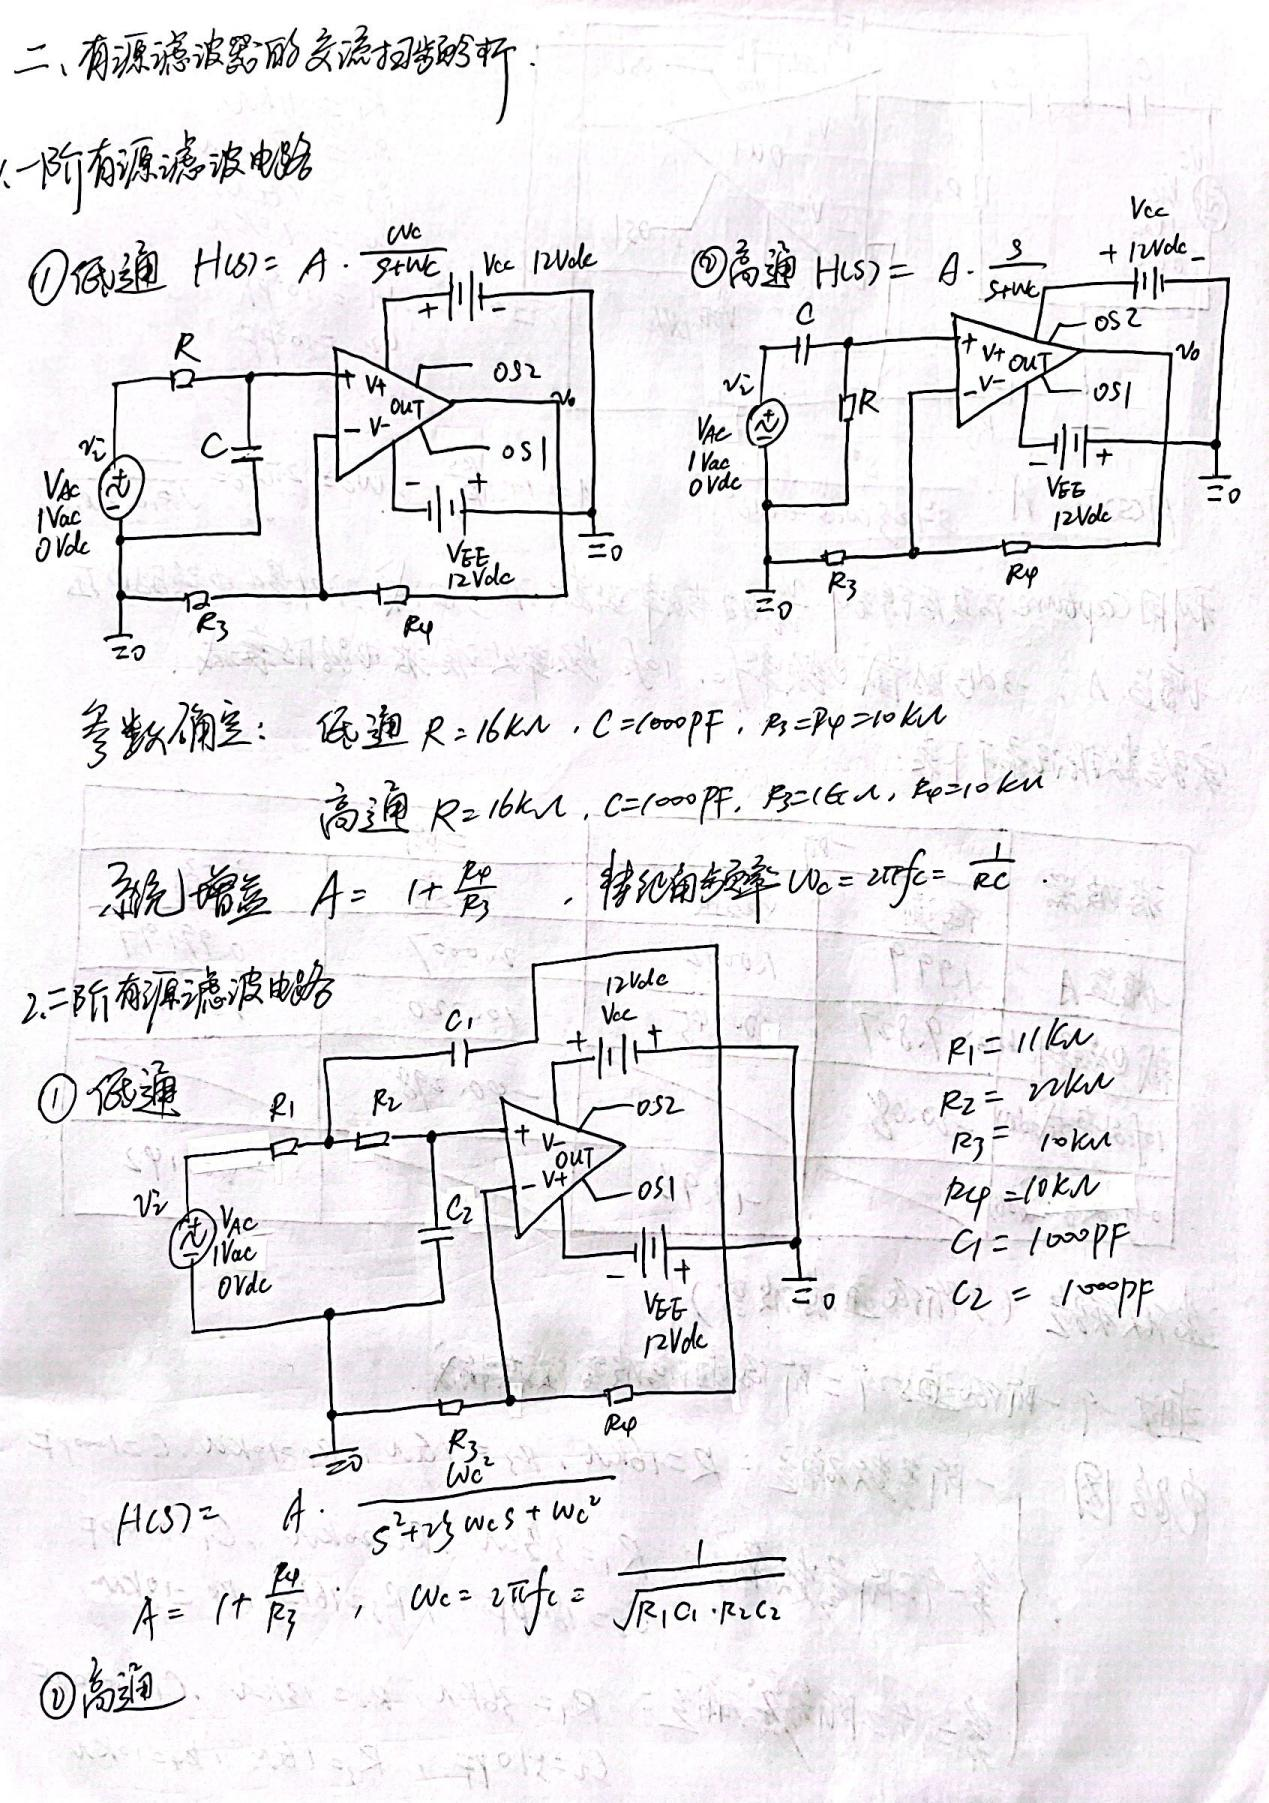 二、有源滤波器的交流扫频分析.
1.一阶有源滤波电路
①低通 H(s)= A · ωc/(s+ωc)
Vcc 12Vdc
+ -
R
+ V+ OS2
OUT vo
- V- OS1
C
vi
VAC
1Vac
0Vdc
+
-
- +
VEE
12Vdc
R3 R4
0
0
②高通 H(s)= A · s/(s+ωc)
Vcc
+ 12Vdc -
C
+ V+ OS2
OUT vo
- V- OS1
vi
R
VAC
1Vac
0Vdc
- +
VEE
12Vdc
R3 R4
0
0
参数确定: 低通 R=16kΩ, C=1000PF, R3=R4=10kΩ
高通 R=16kΩ, C=1000PF, R3=1GΩ, R4=10kΩ
系统增益 A= 1+R4/R3 , 转折角频率 ωc=2πfc= 1/RC .
2.二阶有源滤波电路
①低通
12Vdc
Vcc
+ +
C1
R1 R2
+ V- OS2
OUT
- V+ OS1
C2
vi
VAC
1Vac
0Vdc
+
-
- +
VEE
12Vdc
R3 R4
0
0
R1=11kΩ
R2= 22kΩ
R3= 10kΩ
R4=10kΩ
C1= 1000PF
C2 = 1000PF
H(s)= A · ωc²/(s²+2ξωcs+ωc²)
A= 1+R4/R3 ; ωc= 2πfc= 1/√(R1C1·R2C2)
②高通